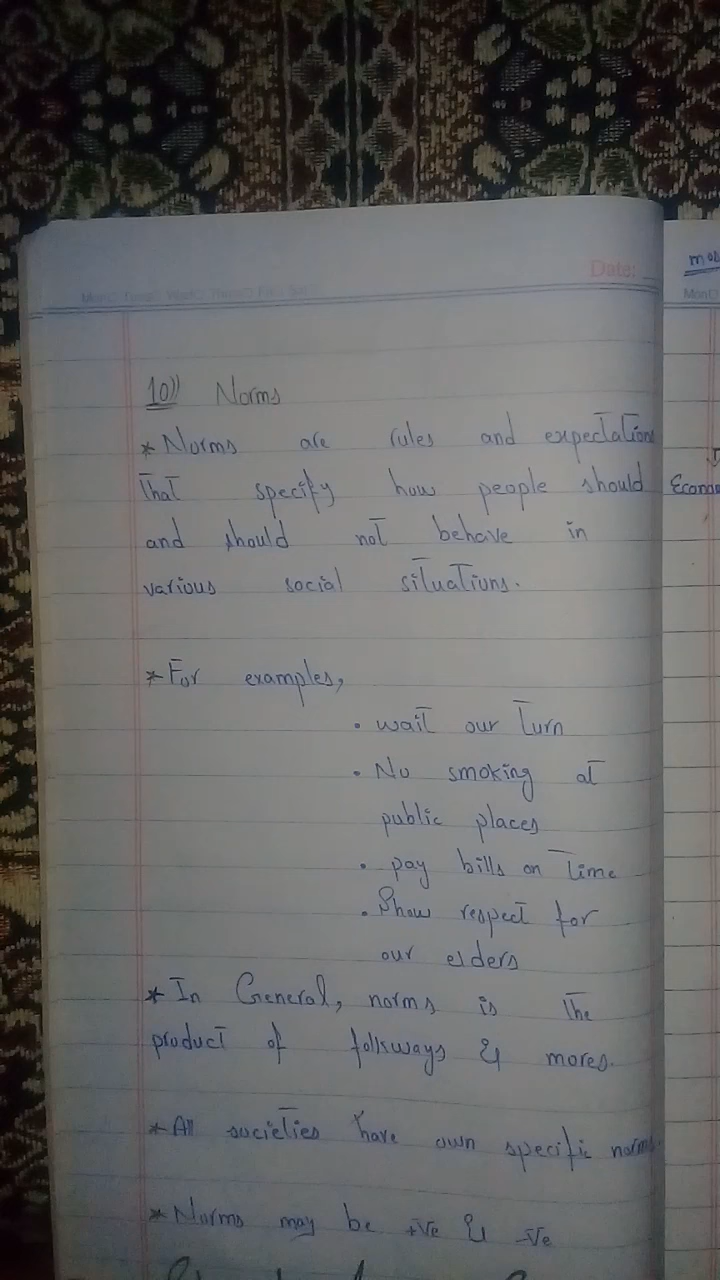 Date:
10)) Norms
* Norms are rules and expectations
that specify how people should
and should not behave in
various social situations.
* For examples,
• wait our turn
• No smoking at
public places
• pay bills on time
• Show respect for
our elders
* In General, norms is the
product of folkways & mores.
* All societies have own specific norms
* Norms may be +ve & -ve
Mon